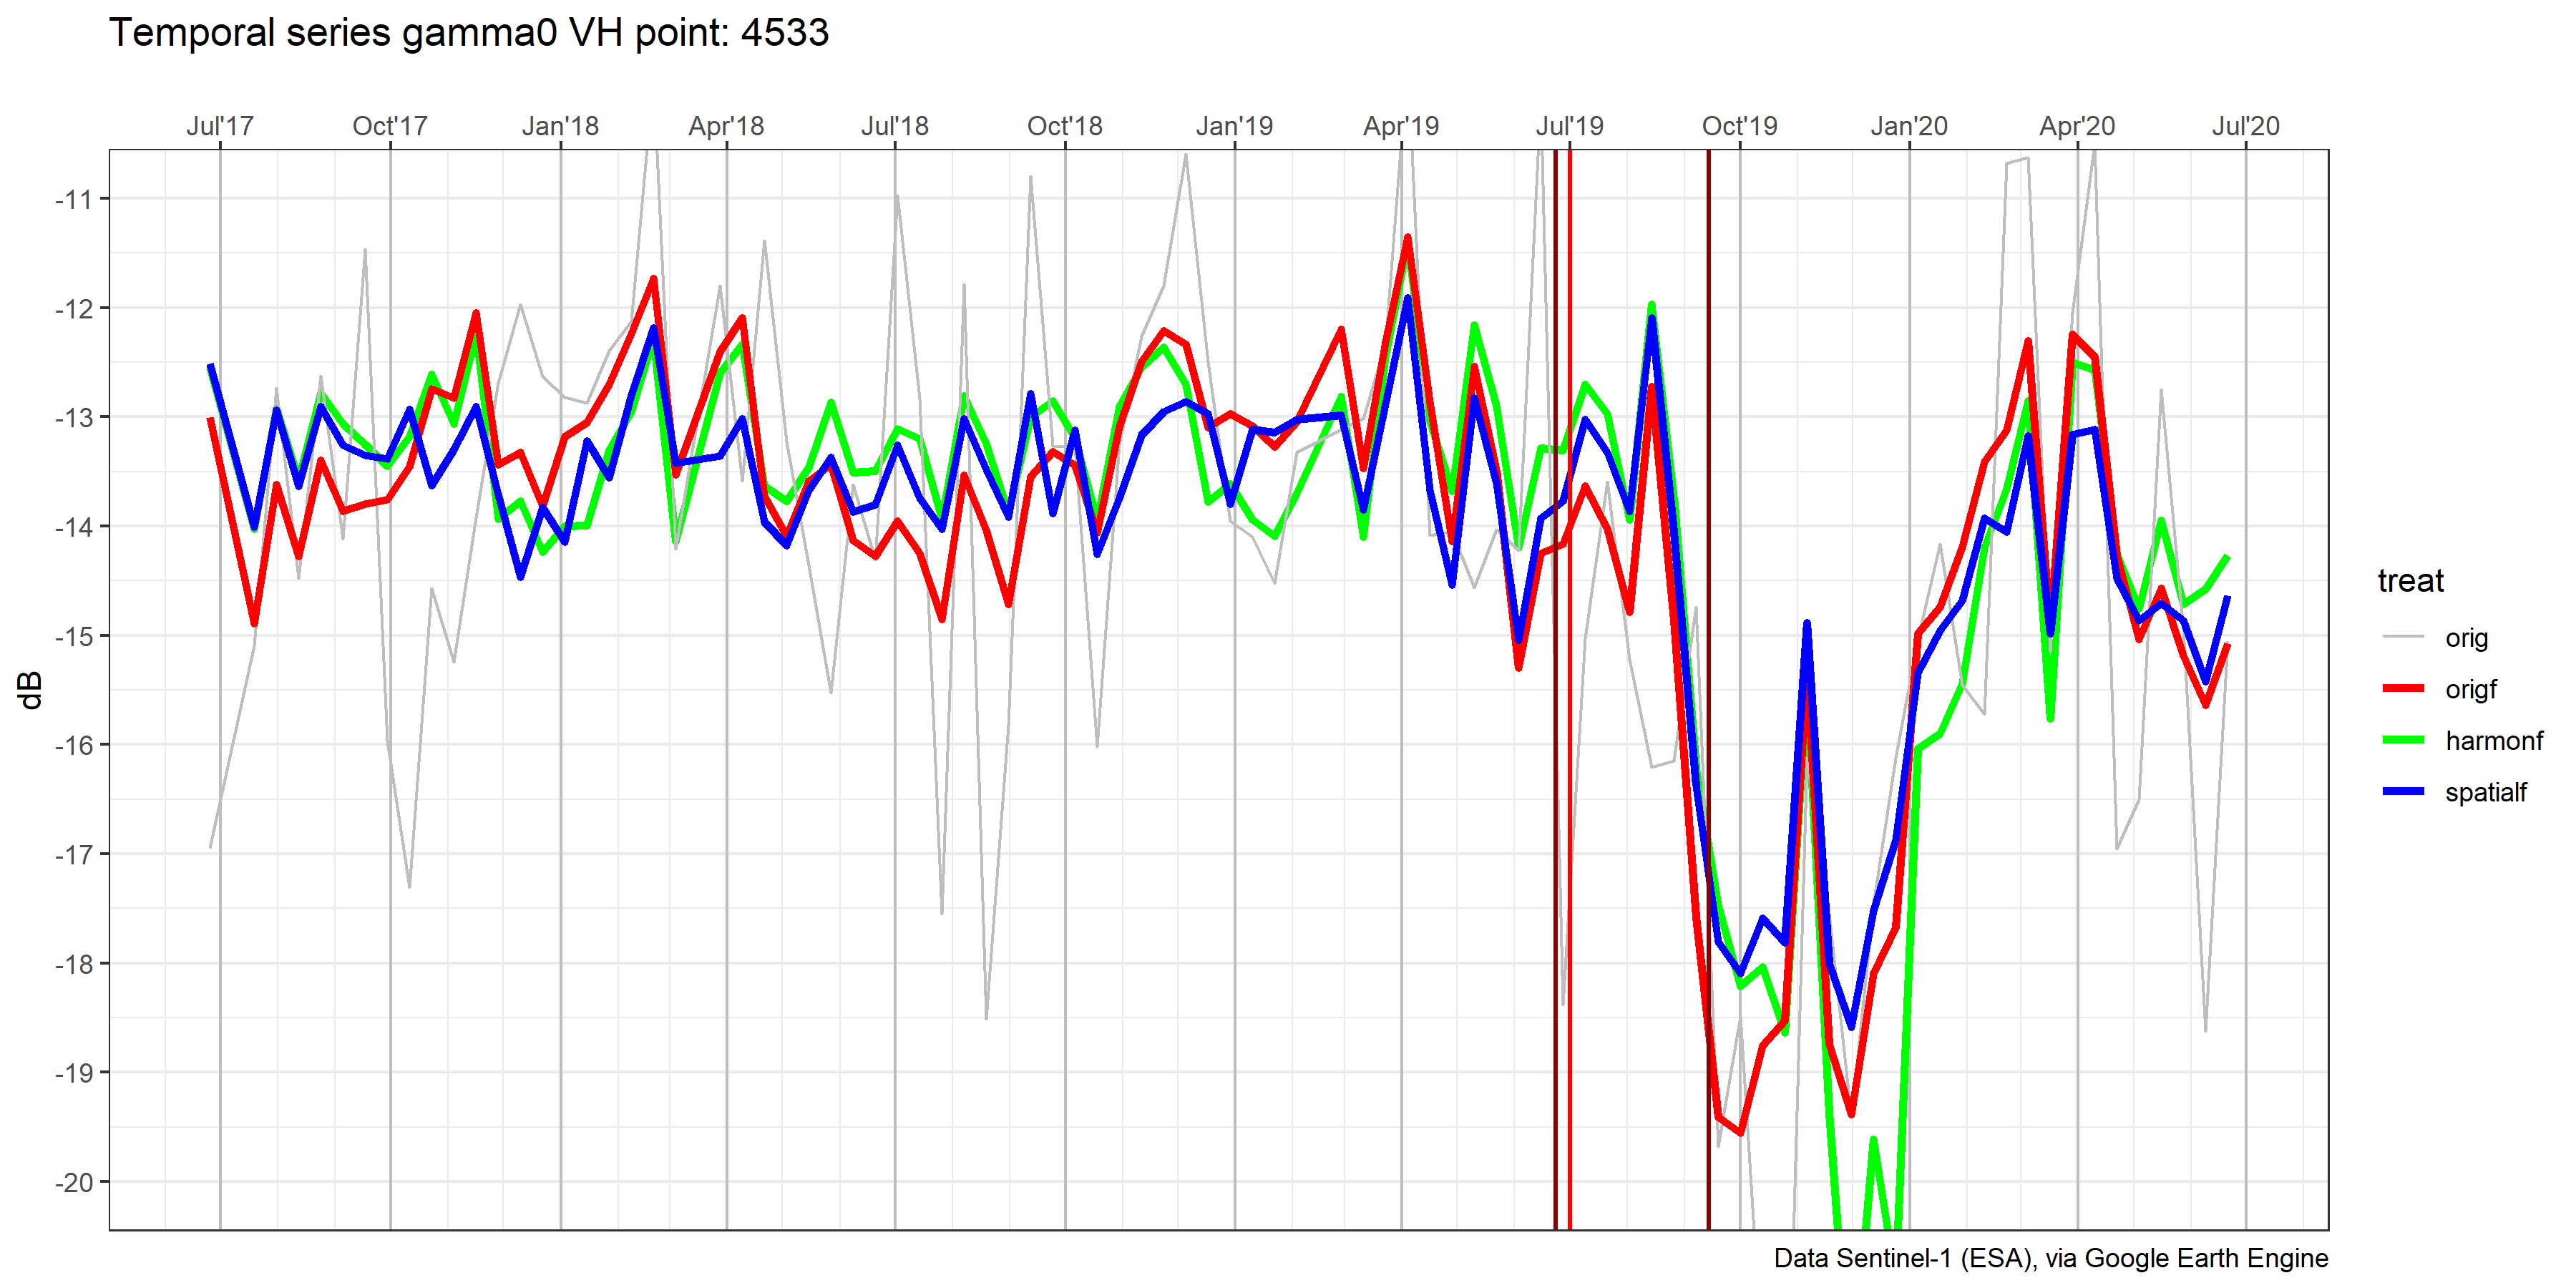 Temporal series gamma0 VH point: 4533
Jul'17 Oct'17 Jan'18 Apr'18 Jul'18 Oct'18 Jan'19 Apr'19 Jul'19 Oct'19 Jan'20 Apr'20 Jul'20
-11
-12
-13
-14
-15
-16
-17
-18
-19
-20
dB
treat
orig
origf
harmonf
spatialf
Data Sentinel-1 (ESA), via Google Earth Engine